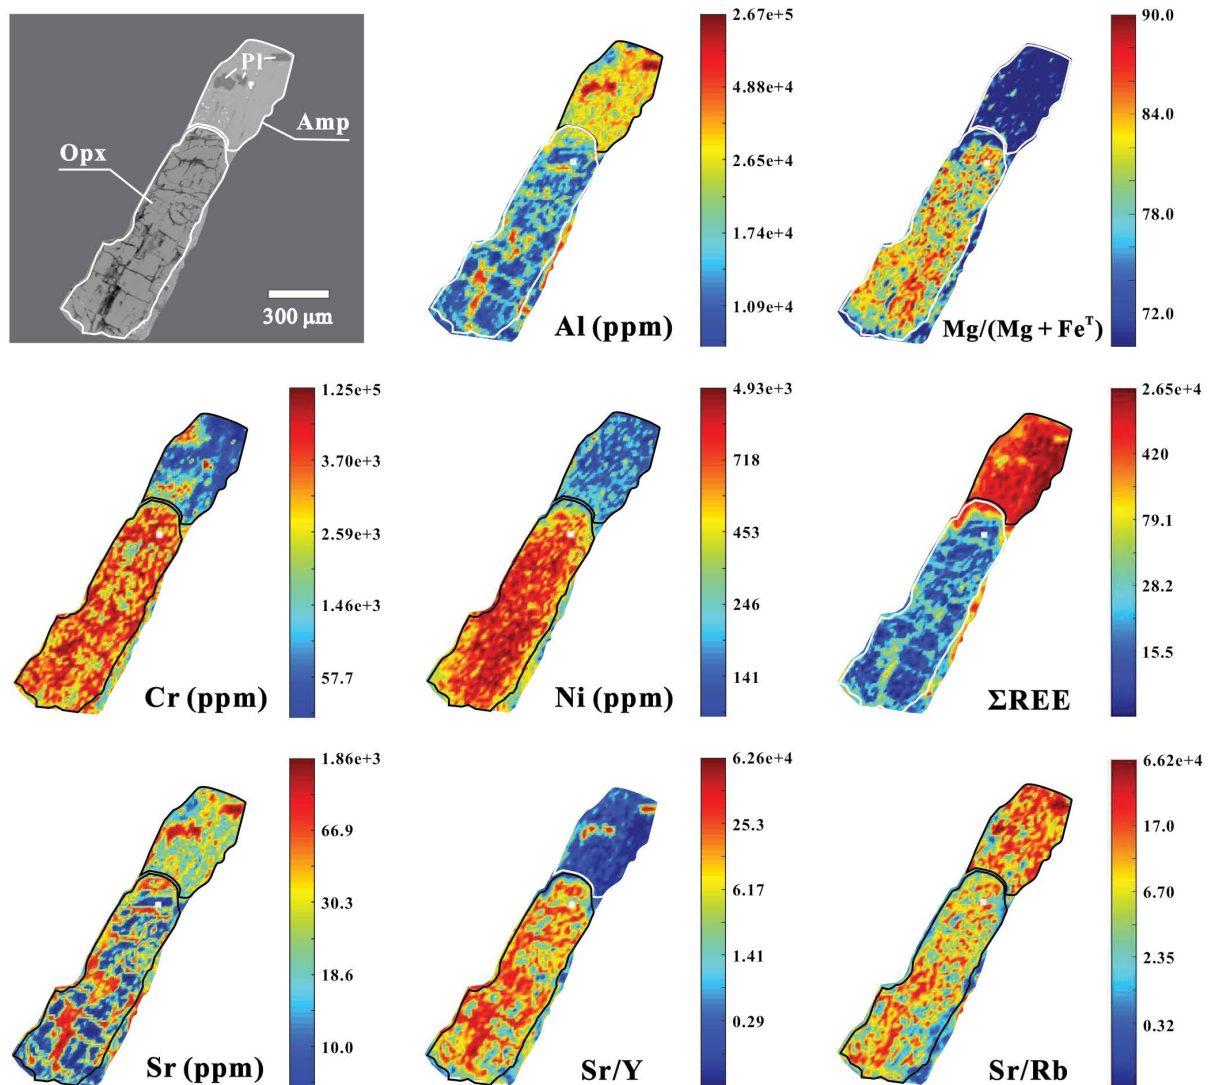 Pl
Amp
Opx
300 μm
2.67e+5
4.88e+4
2.65e+4
1.74e+4
1.09e+4
Al (ppm)
90.0
84.0
78.0
72.0
Mg/(Mg + Feᵀ)
1.25e+5
3.70e+3
2.59e+3
1.46e+3
57.7
Cr (ppm)
4.93e+3
718
453
246
141
Ni (ppm)
2.65e+4
420
79.1
28.2
15.5
ΣREE
1.86e+3
66.9
30.3
18.6
10.0
Sr (ppm)
6.26e+4
25.3
6.17
1.41
0.29
Sr/Y
6.62e+4
17.0
6.70
2.35
0.32
Sr/Rb